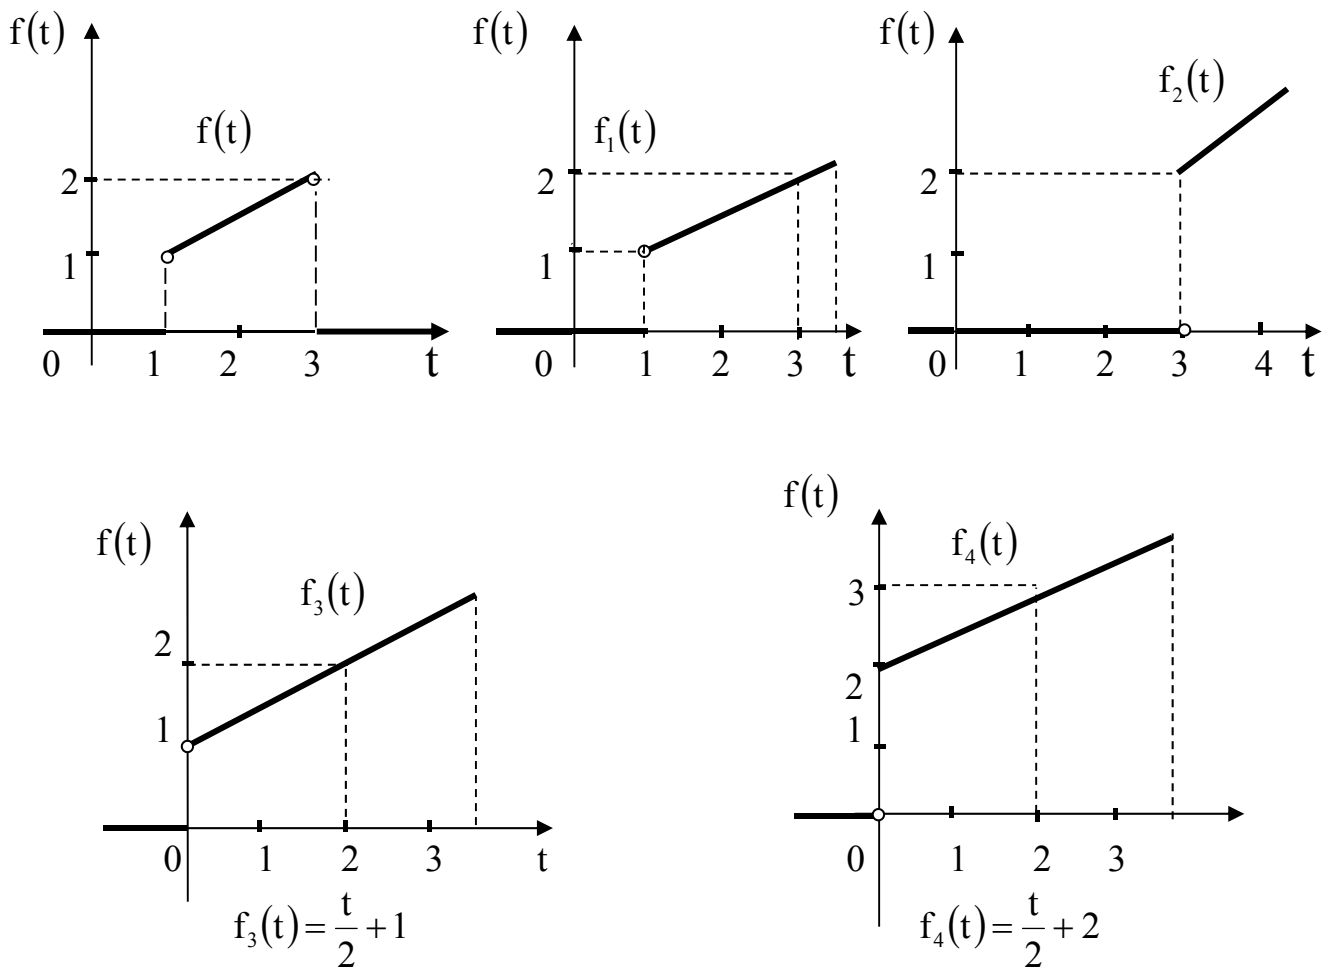 f(t)
f(t)
2
1
0 1 2 3 t
f(t)
f₁(t)
2
1
0 1 2 3 t
f(t)
f₂(t)
2
1
0 1 2 3 4 t
f(t)
f₃(t)
2
1
0 1 2 3 t
f₃(t) = t/2 + 1
f(t)
f₄(t)
3
2
1
0 1 2 3
f₄(t) = t/2 + 2